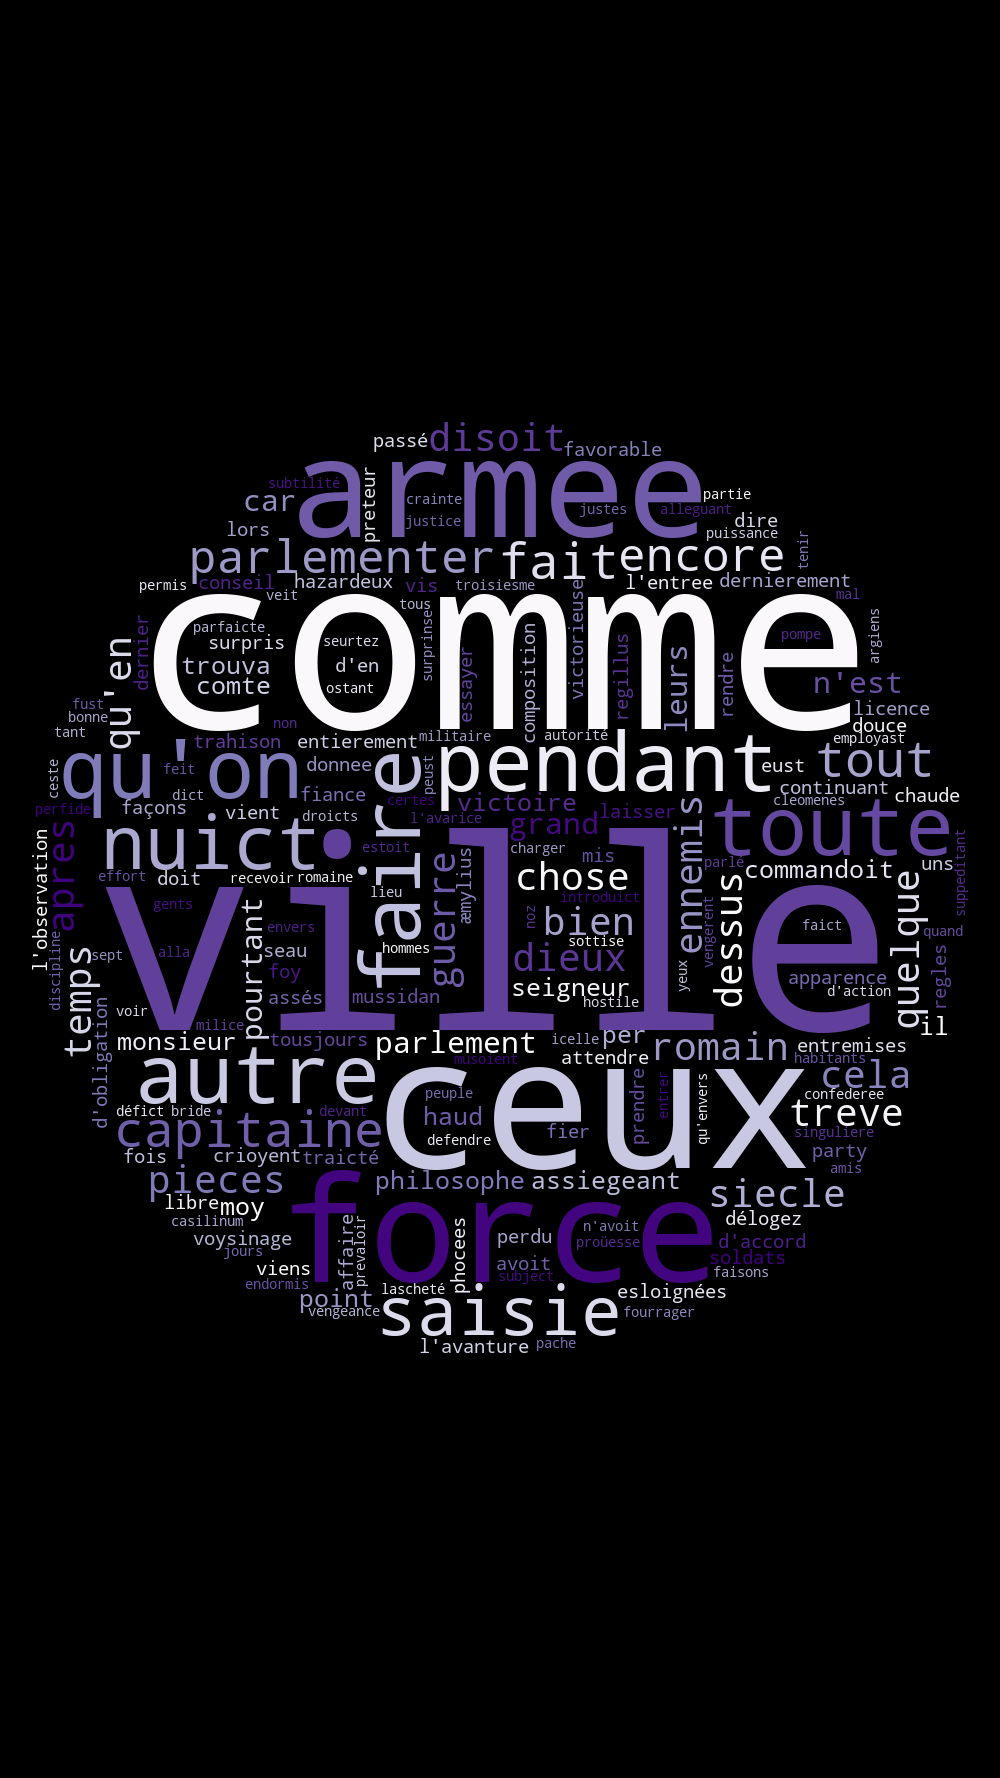 passé
disoit
favorable
armee
subtilité
car
preteur
crainte
partie
justice
justes
alleguant
dire
lors
puissance
tenir
parlementer
fait
encore
permis
conseil
hazardeux
vis
troisiesme
l'entree
dernierement
veit
mal
comme
tous
parfaicte
surpris
seurtez
surprinse
victorieuse
pompe
argiens
dernier
trouva
d'en
comte
ostant
essayer
composition
regillus
leurs
rendre
n'est
qu'en
fust
bonne
tant
non
licence
douce
trahison
entierement
militaire
autorité
employast
qu'on
feit
donnee
faire
peust
pendant
eust
tout
ceste
dict
fiance
certes
victoire
laisser
continuant
cleomenes
chaude
perfide
façons
vient
droicts
l'avarice
grand
toute
apres
nuict
estoit
charger
ennemis
parlé
commandoit
uns
suppeditant
l'observation
ville
effort
doit
recevoir
romaine
lieu
guerre
æmylius
chose
mis
introduict
dessus
quelque
gents
pourtant
envers
noz
bien
vengerent
faict
quand
discipline
temps
sept
alla
seau
hommes
sottise
dieux
yeux
foy
apparence
regles
assés
mussidan
seigneur
hostile
d'action
voir
milice
d'obligation
il
monsieur
tousjours
parlement
icelle
per
romain
entremises
musoient
attendre
habitants
autre
ceux
prendre
entrer
qu'envers
cela
peuple
confederee
défict
bride
devant
haud
treve
capitaine
defendre
fier
singuliere
fois
crioyent
traicté
party
amis
pieces
philosophe
assiegeant
siecle
libre
moy
force
casilinum
affaire
prevaloir
phocees
n'avoit
délogez
voysinage
perdu
proüesse
d'accord
jours
avoit
soldats
viens
subject
faisons
endormis
lascheté
esloignées
point
saisie
vengeance
fourrager
l'avanture
pache